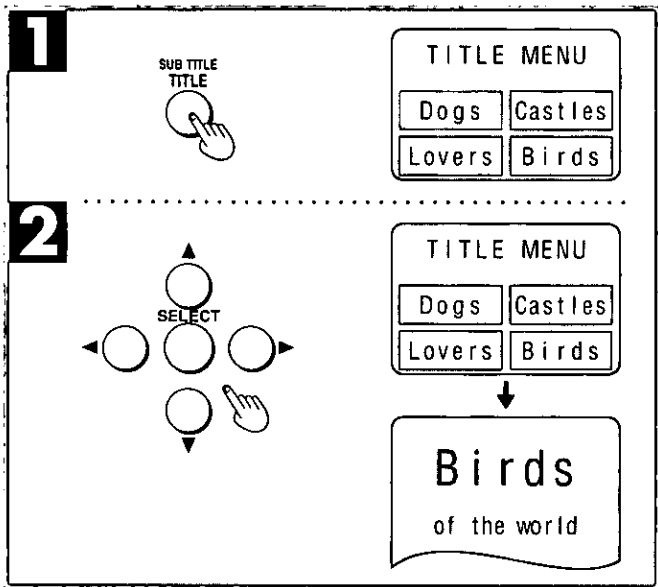 1
SUB TITLE
TITLE
TITLE MENU
Dogs Castles
Lovers Birds
2
SELECT
TITLE MENU
Dogs Castles
Lovers Birds
Birds
of the world